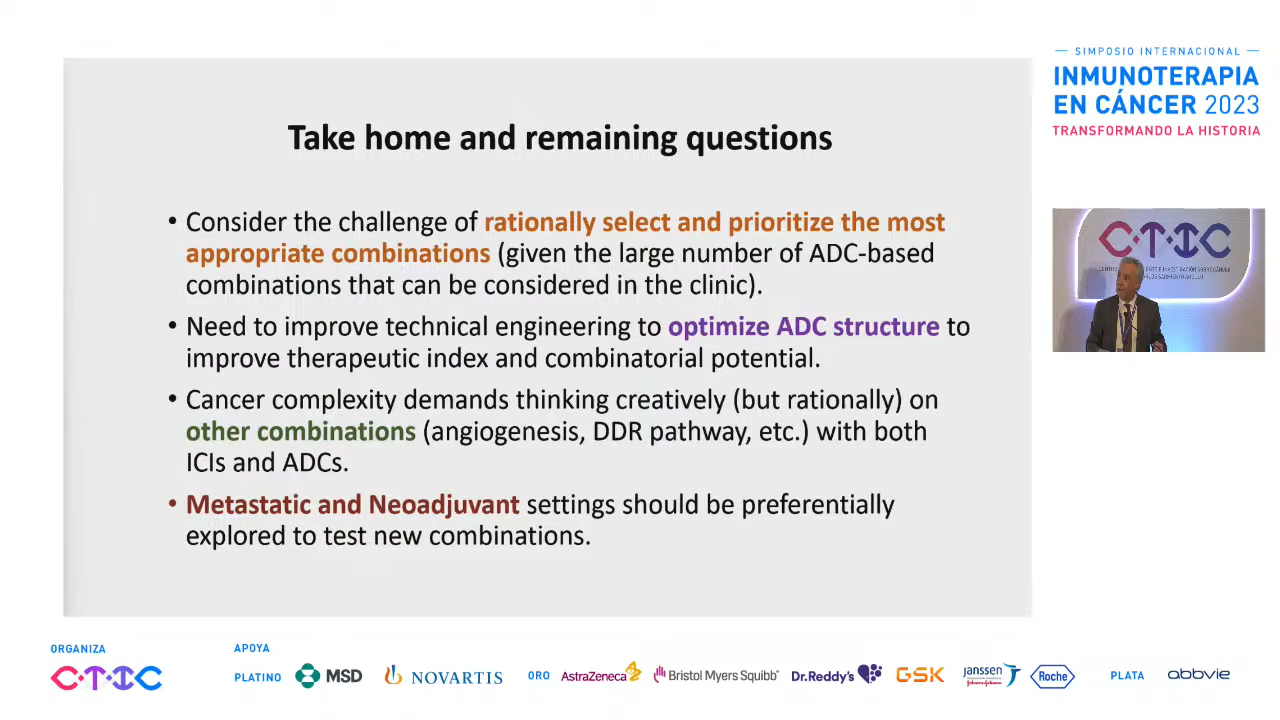 Take home and remaining questions
• Consider the challenge of rationally select and prioritize the most
appropriate combinations (given the large number of ADC-based
combinations that can be considered in the clinic).
• Need to improve technical engineering to optimize ADC structure to
improve therapeutic index and combinatorial potential.
• Cancer complexity demands thinking creatively (but rationally) on
other combinations (angiogenesis, DDR pathway, etc.) with both
ICIs and ADCs.
• Metastatic and Neoadjuvant settings should be preferentially
explored to test new combinations.
SIMPOSIO INTERNACIONAL
INMUNOTERAPIA
EN CÁNCER 2023
TRANSFORMANDO LA HISTORIA
CTIC
ORGANIZA
CTIC
APOYA
PLATINO
MSD
NOVARTIS
ORO
AstraZeneca
Bristol Myers Squibb
Dr.Reddy's
GSK
Janssen
Johnson&Johnson
Roche
PLATA
abbvie